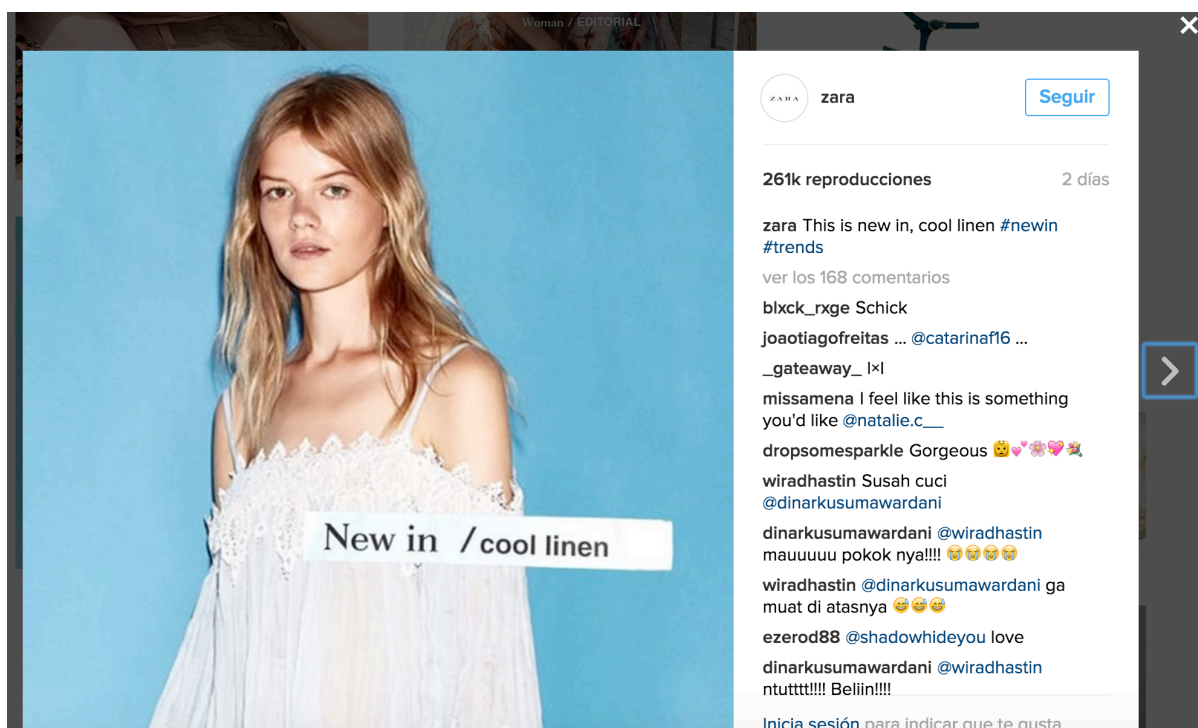 Woman / EDITORIAL
×
ZARA
zara
Seguir
261k reproducciones
2 días
zara This is new in, cool linen #newin
#trends
ver los 168 comentarios
blxck_rxge Schick
joaotiagofreitas ... @catarinaf16 ...
_gateaway_ I×I
missamena I feel like this is something
you'd like @natalie.c__
dropsomesparkle Gorgeous 👶💕🌸💖💐
wiradhastin Susah cuci
@dinarkusumawardani
dinarkusumawardani @wiradhastin
mauuuuu pokok nya!!!! 😭😭😭😭
wiradhastin @dinarkusumawardani ga
muat di atasnya 😅😅😅
ezerod88 @shadowhideyou love
dinarkusumawardani @wiradhastin
ntutttt!!!! Beliin!!!!
Inicia sesión para indicar que te gusta
New in / cool linen